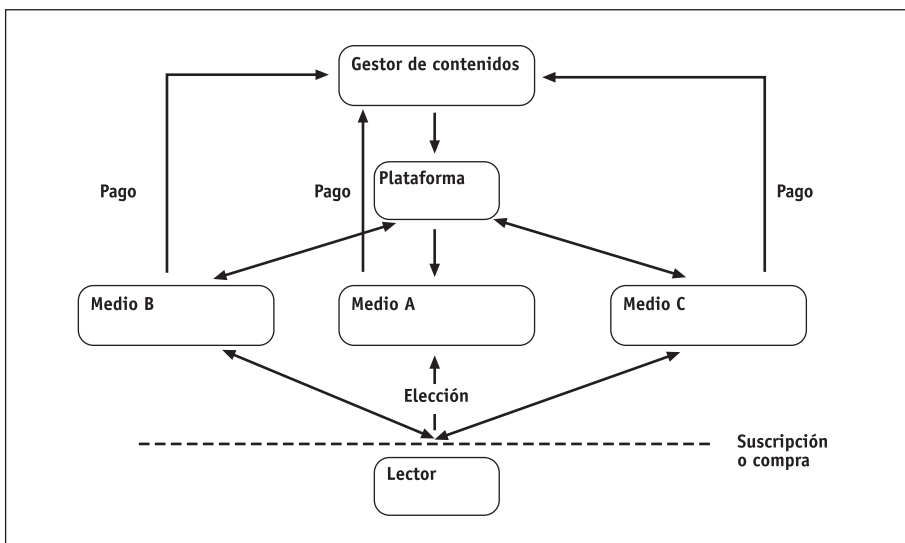 Gestor de contenidos
Plataforma
Pago
Pago
Pago
Medio B
Medio A
Medio C
Elección
Suscripción
o compra
Lector